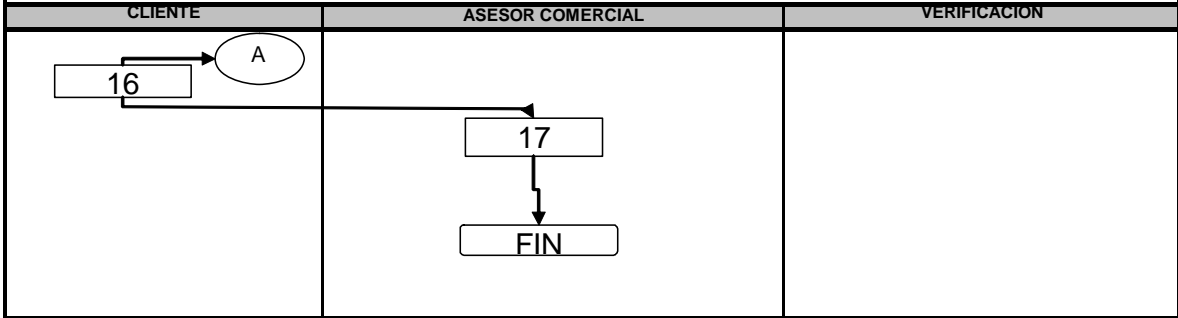 CLIENTE
ASESOR COMERCIAL
VERIFICACION
A
16
17
FIN